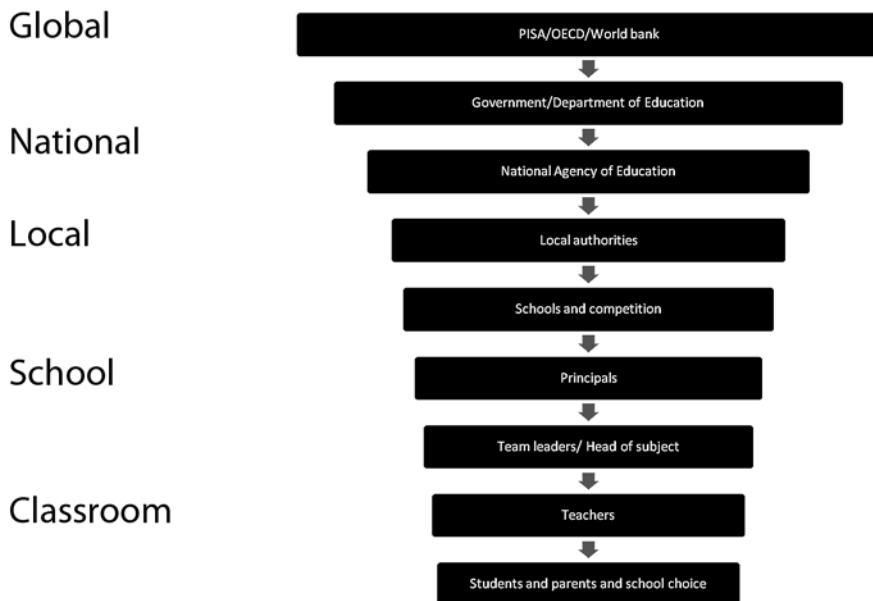 Global
PISA/OECD/World bank
Government/Department of Education
National
National Agency of Education
Local
Local authorities
Schools and competition
School
Principals
Team leaders/ Head of subject
Classroom
Teachers
Students and parents and school choice